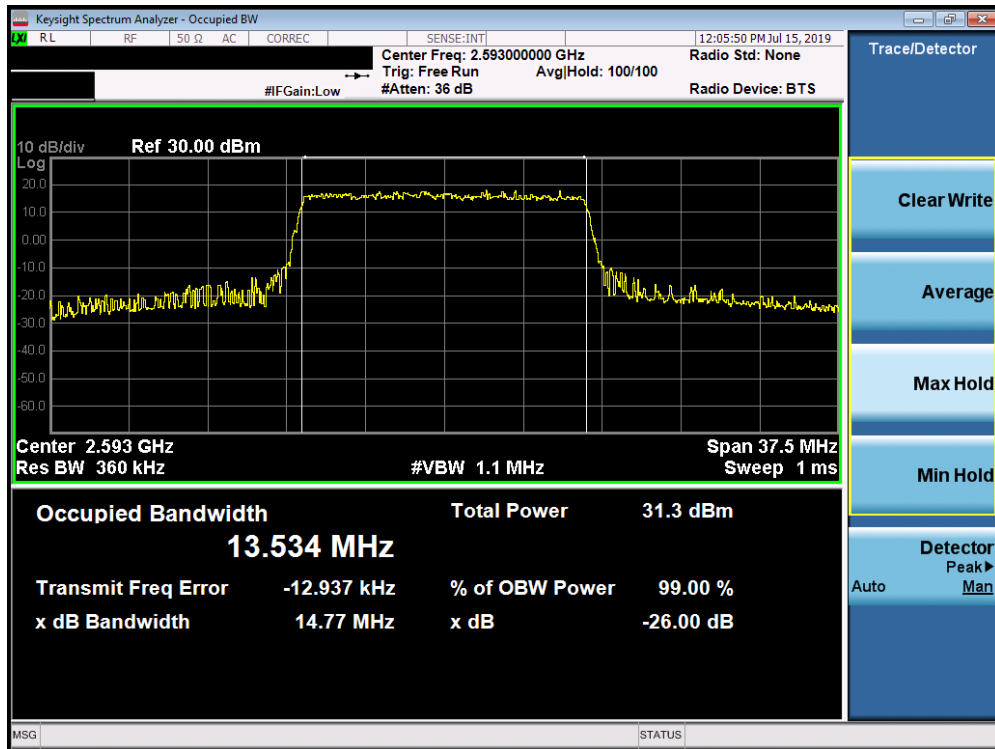 Keysight Spectrum Analyzer - Occupied BW
LXI RL RF 50 Ω AC CORREC SENSE:INT 12:05:50 PM Jul 15, 2019
Center Freq: 2.593000000 GHz Radio Std: None
Trig: Free Run Avg|Hold: 100/100
#IFGain:Low #Atten: 36 dB Radio Device: BTS
Trace/Detector
10 dB/div Ref 30.00 dBm
Log
20.0
10.0
0.00
-10.0
-20.0
-30.0
-40.0
-50.0
-60.0
Center 2.593 GHz Span 37.5 MHz
Res BW 360 kHz #VBW 1.1 MHz Sweep 1 ms
Occupied Bandwidth Total Power 31.3 dBm
13.534 MHz
Transmit Freq Error -12.937 kHz % of OBW Power 99.00 %
x dB Bandwidth 14.77 MHz x dB -26.00 dB
Clear Write
Average
Max Hold
Min Hold
Detector
Peak▶
Auto Man
MSG STATUS